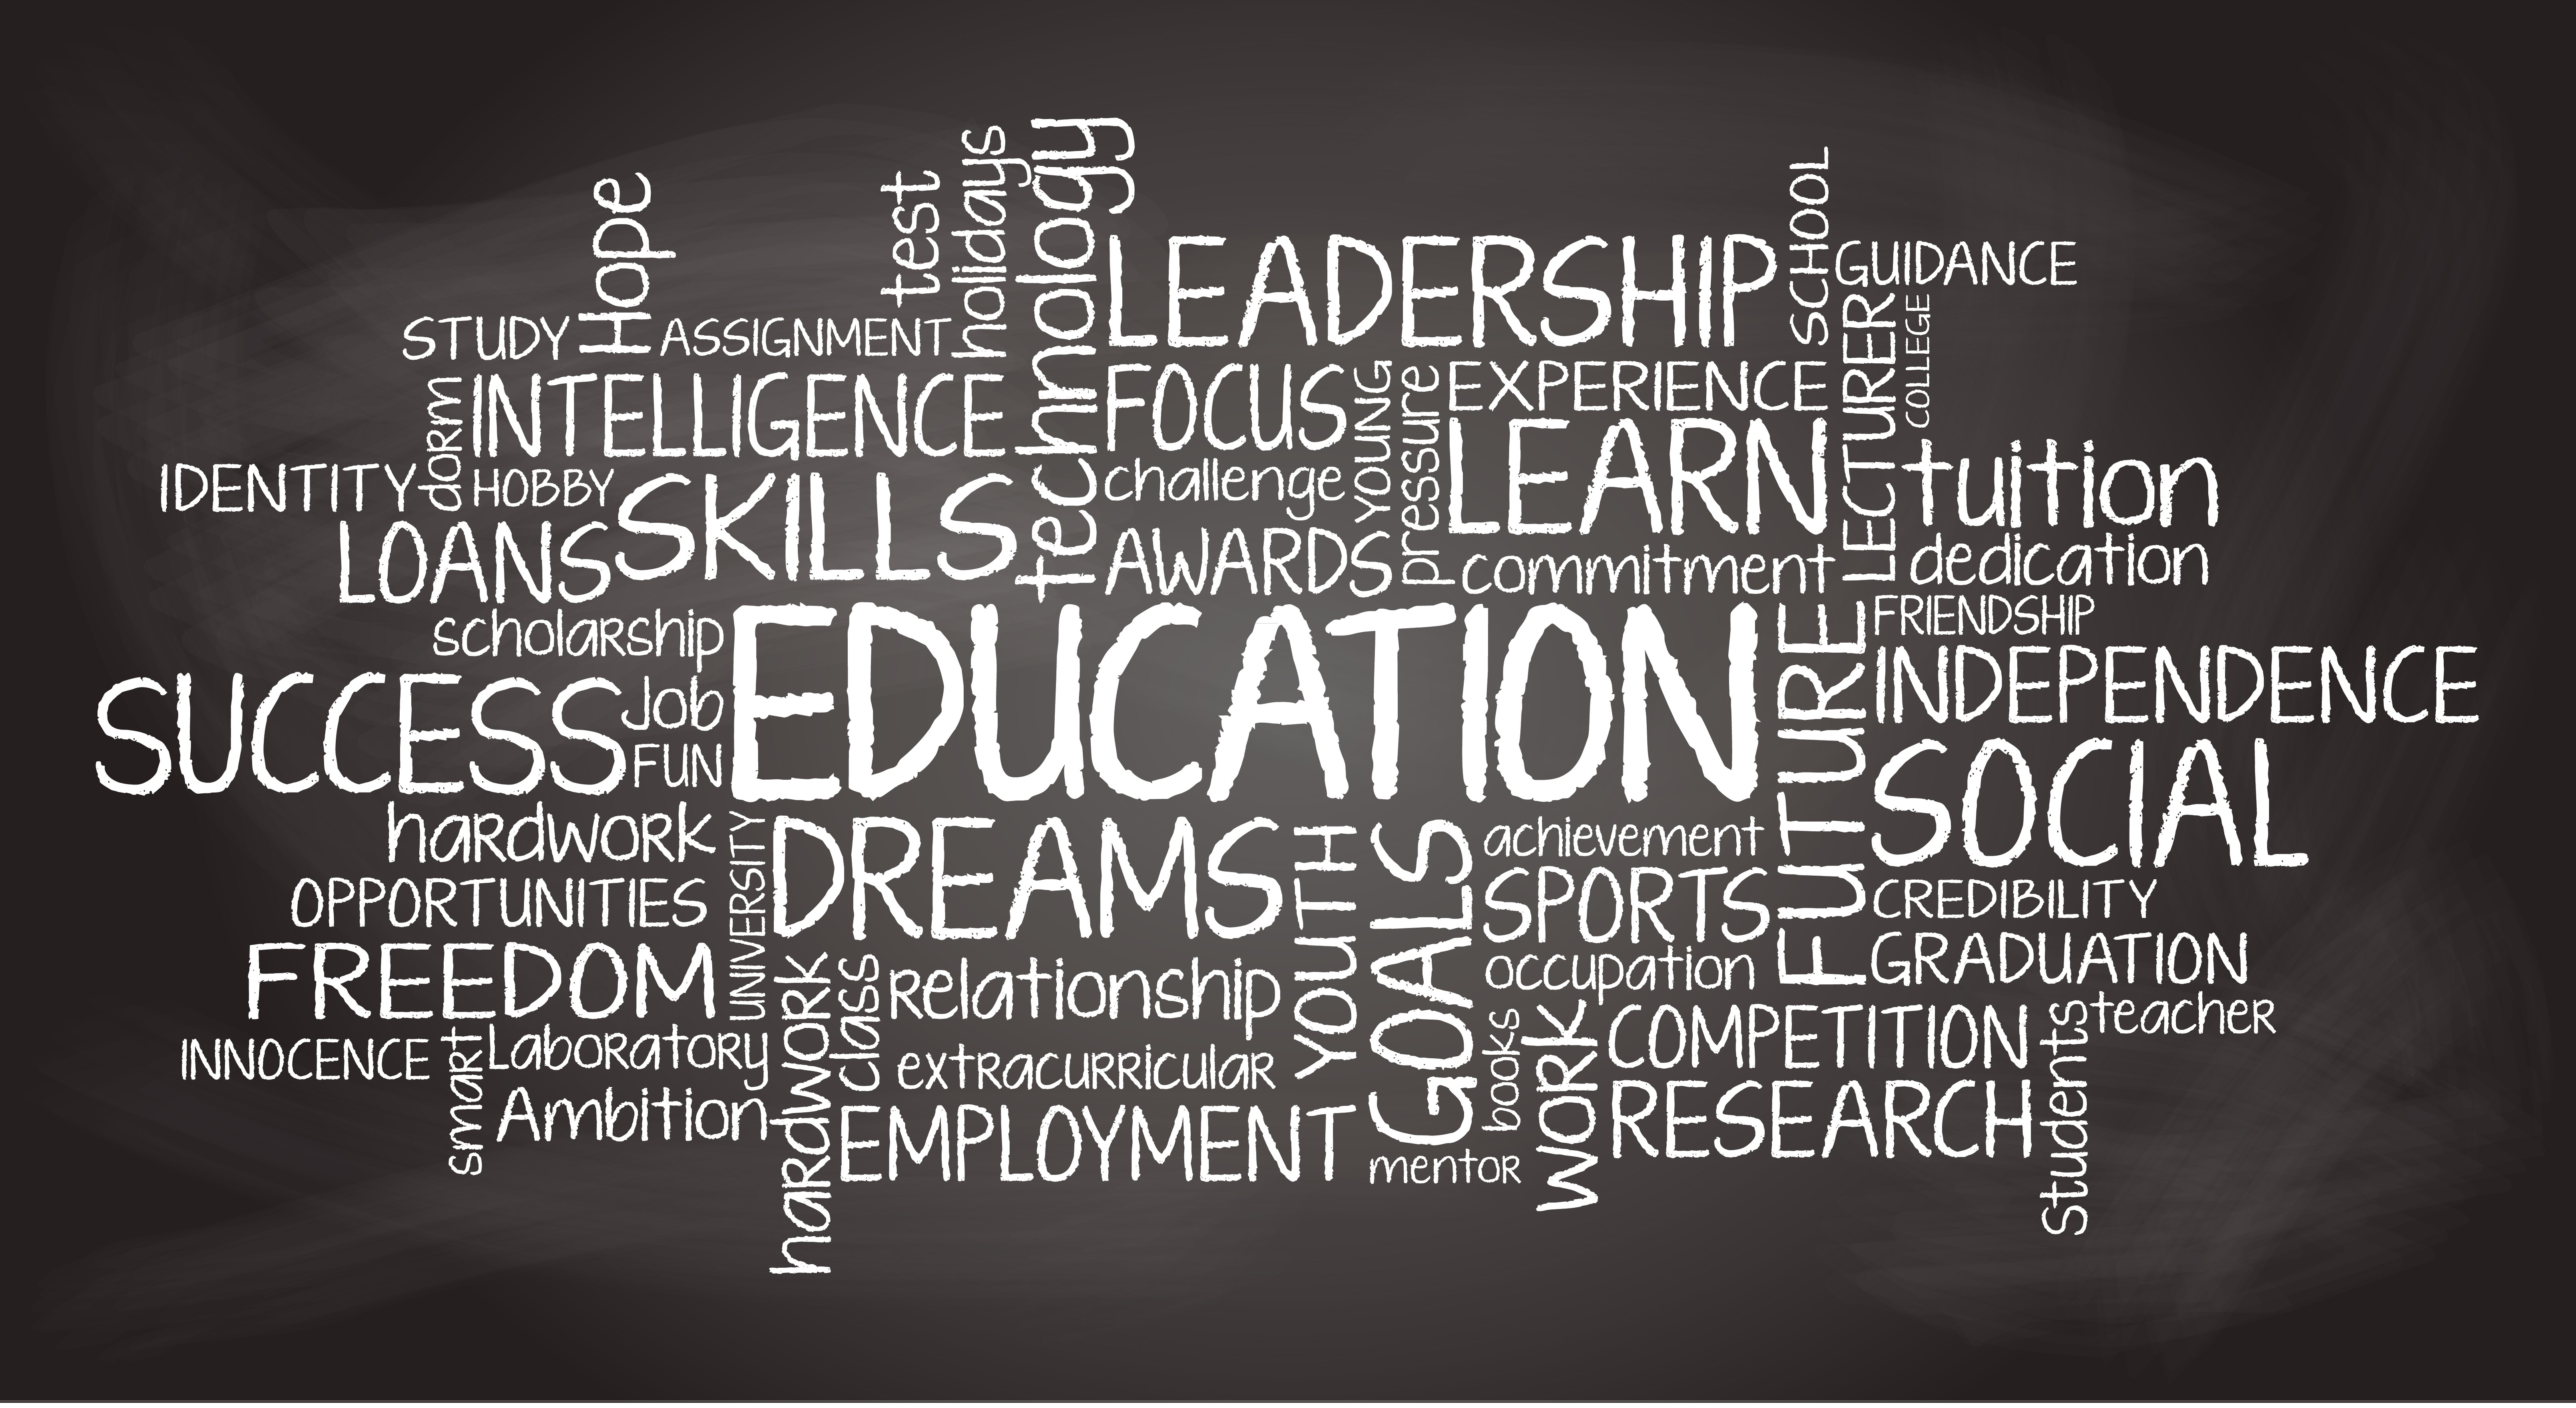 technology
holidays
test
Hope
SCHOOL
LEADERSHIP
GUIDANCE
STUDY
ASSIGNMENT
COLLEGE
LECTURER
INTELLIGENCE
dorm
FOCUS
YOUNG
pressure
EXPERIENCE
LEARN
IDENTITY
HOBBY
SKILLS
challenge
tuition
LOANS
AWARDS
commitment
dedication
scholarship
EDUCATION
FUTURE
FRIENDSHIP
INDEPENDENCE
SUCCESS
Job
FUN
SOCIAL
hardwork
UNIVERSITY
DREAMS
YOUTH
GOALS
achievement
OPPORTUNITIES
SPORTS
CREDIBILITY
FREEDOM
hardwork
class
relationship
occupation
GRADUATION
INNOCENCE
smart
Laboratory
extracurricular
books
WORK
COMPETITION
Students
teacher
Ambition
EMPLOYMENT
mentor
RESEARCH